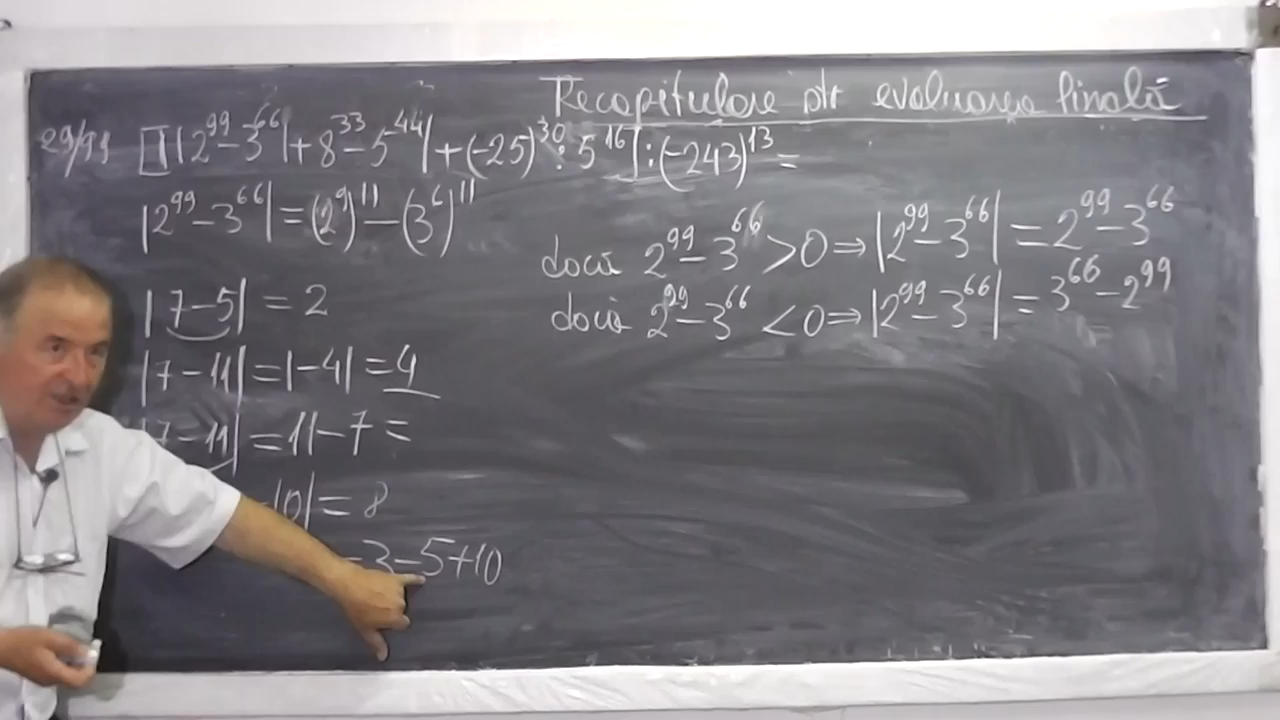 Recapitulare ptr evaluarea finală
29/91 [||2^99-3^66|+8^33-5^44|+(-25)^30:5^16]:(-243)^13=
|2^99-3^66|=(2^9)^11-(3^6)^11
dacă 2^99-3^66>0⇒|2^99-3^66|=2^99-3^66
dacă 2^99-3^66<0⇒|2^99-3^66|=3^66-2^99
|7-5|=2
|7-11|=|-4|=4
|7-11|=11-7=
10|=8
=3-5+10